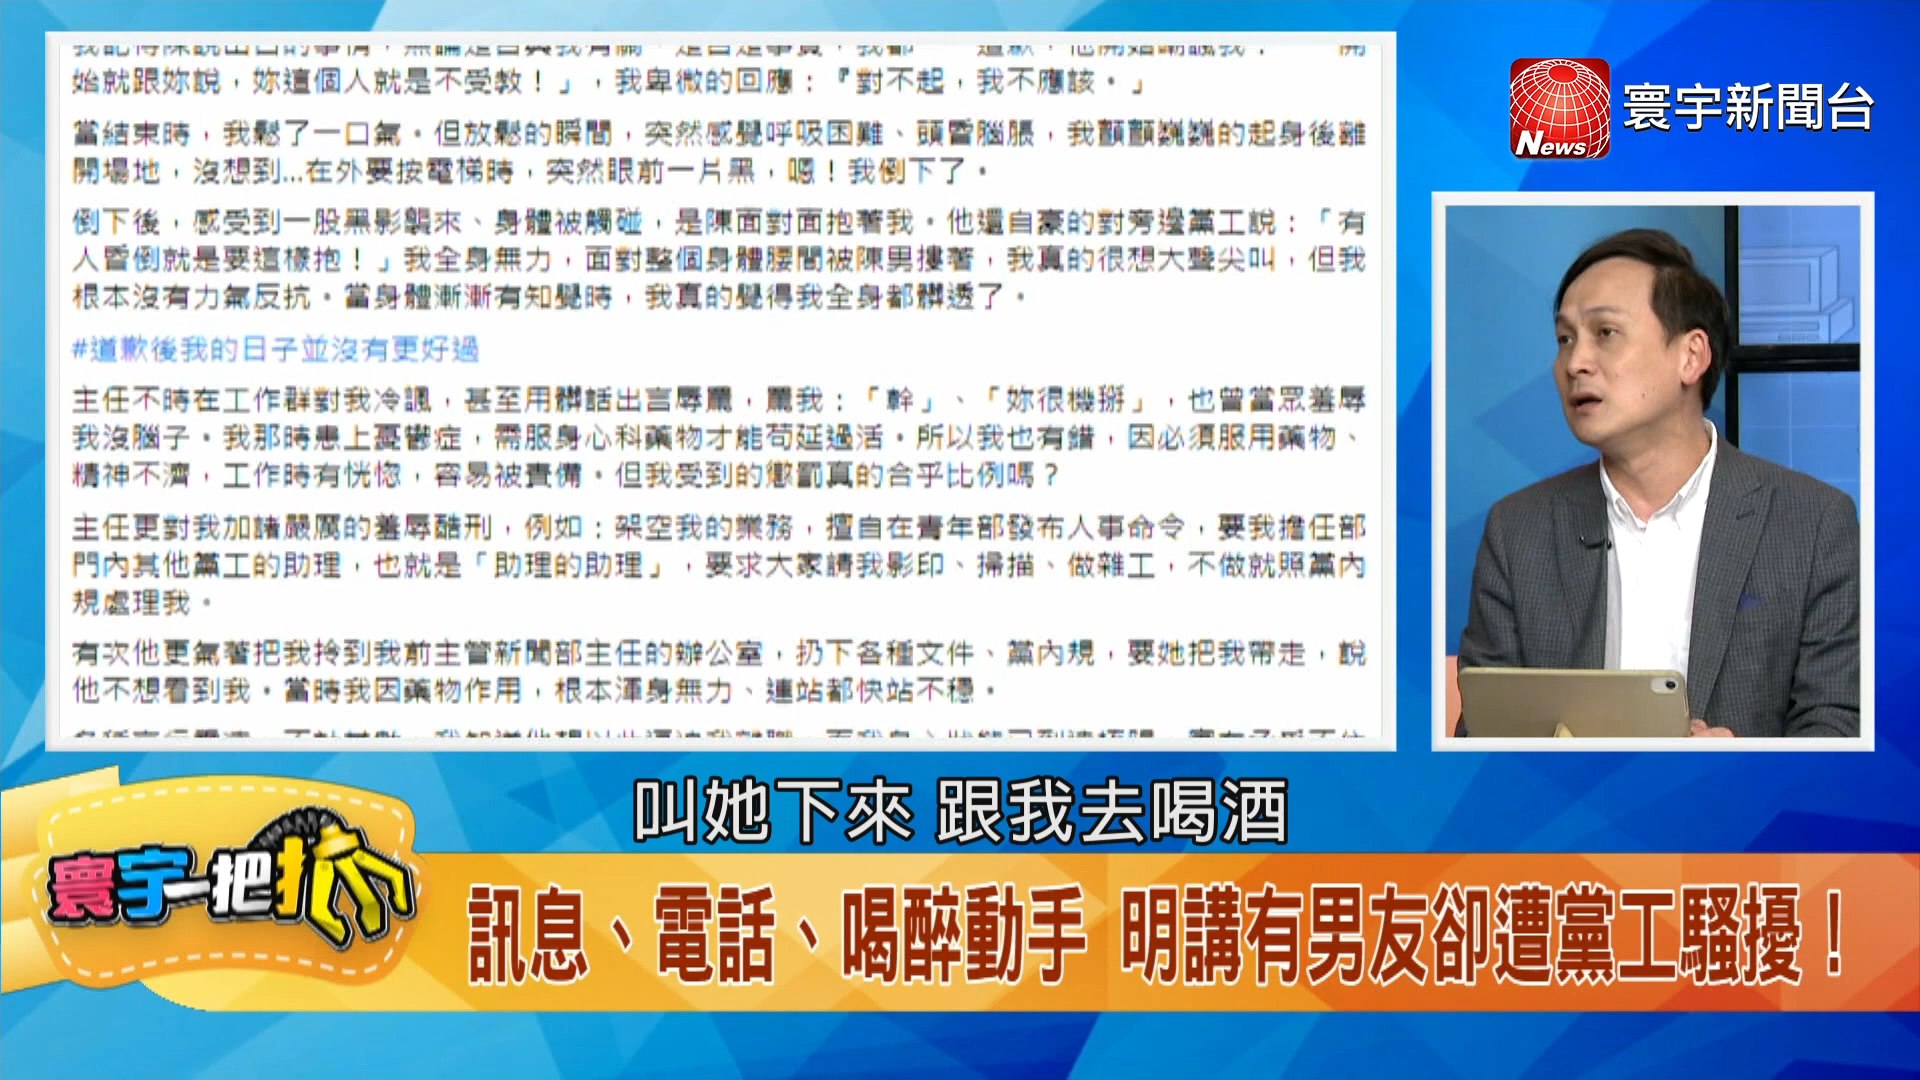 始就跟妳說，妳這個人就是不受教！」，我卑微的回應：『對不起，我不應該。」
當結束時，我鬆了一口氣。但放鬆的瞬間，突然感覺呼吸困難、頭昏腦脹，我顫顫巍巍的起身後離
開場地，沒想到...在外要按電梯時，突然眼前一片黑，嗯！我倒下了。
倒下後，感受到一股黑影襲來、身體被觸碰，是陳面對面抱著我。他還自豪的對旁邊黨工說：「有
人昏倒就是要這樣抱！」我全身無力，面對整個身體腰間被陳男摟著，我真的很想大聲尖叫，但我
根本沒有力氣反抗。當身體漸漸有知覺時，我真的覺得我全身都髒透了。
#道歉後我的日子並沒有更好過
主任不時在工作群對我冷諷，甚至用髒話出言辱罵，罵我：「幹」、「妳很機掰」，也曾當眾羞辱
我沒腦子。我那時患上憂鬱症，需服身心科藥物才能苟延過活。所以我也有錯，因必須服用藥物、
精神不濟，工作時有恍惚，容易被責備。但我受到的懲罰真的合乎比例嗎？
主任更對我加諸嚴厲的羞辱酷刑，例如：架空我的業務，擅自在青年部發布人事命令，要我擔任部
門內其他黨工的助理，也就是「助理的助理」，要求大家請我影印、掃描、做雜工，不做就照黨內
規處理我。
有次他更氣著把我拎到我前主管新聞部主任的辦公室，扔下各種文件、黨內規，要她把我帶走，說
他不想看到我。當時我因藥物作用，根本渾身無力、連站都快站不穩。
News 寰宇新聞台
叫她下來 跟我去喝酒
寰宇一把抓
訊息、電話、喝醉動手 明講有男友卻遭黨工騷擾！